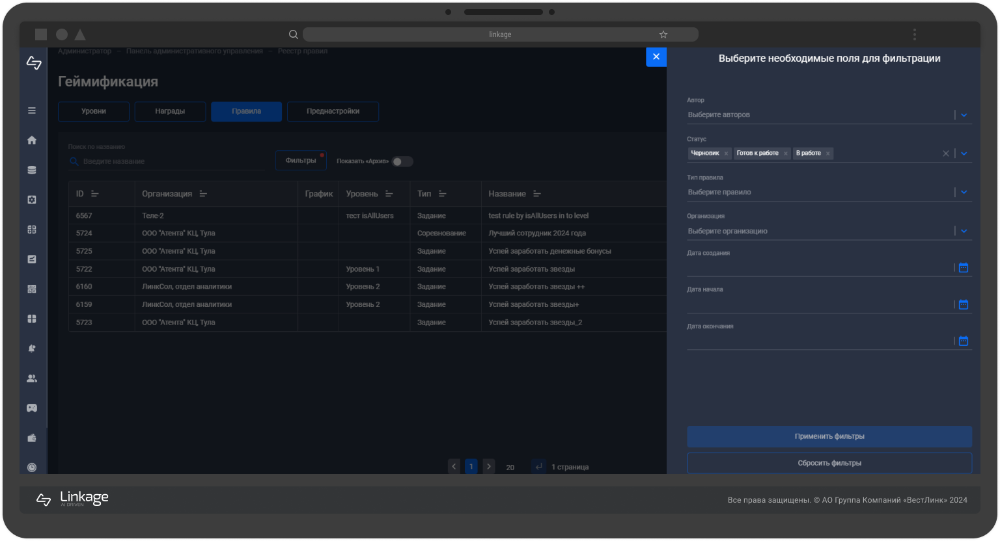 linkage
Администратор – Панель административного управления – Реестр правил
Геймификация
Уровни Награды Правила Преднастройки
Поиск по названию
Введите название
Фильтры Показать «Архив»
ID Организация График Уровень Тип Название
6567 Теле-2 тест isAllUsers Задание test rule by isAllUsers in to level
5724 ООО "Атента" КЦ, Тула Соревнование Лучший сотрудник 2024 года
5725 ООО "Атента" КЦ, Тула Задание Успей заработать денежные бонусы
5722 ООО "Атента" КЦ, Тула Уровень 1 Задание Успей заработать звезды
6160 ЛинкСол, отдел аналитики Уровень 2 Задание Успей заработать звезды ++
6159 ЛинкСол, отдел аналитики Уровень 2 Задание Успей заработать звезды+
5723 ООО "Атента" КЦ, Тула Задание Успей заработать звезды_2
1 20 1 страница
Выберите необходимые поля для фильтрации
Автор
Выберите авторов
Статус
Черновик × Готов к работе × В работе ×
Тип правила
Выберите правило
Организация
Выберите организацию
Дата создания
Дата начала
Дата окончания
Применить фильтры
Сбросить фильтры
Linkage
AI DRIVEN
Все права защищены. © АО Группа Компаний «ВестЛинк» 2024